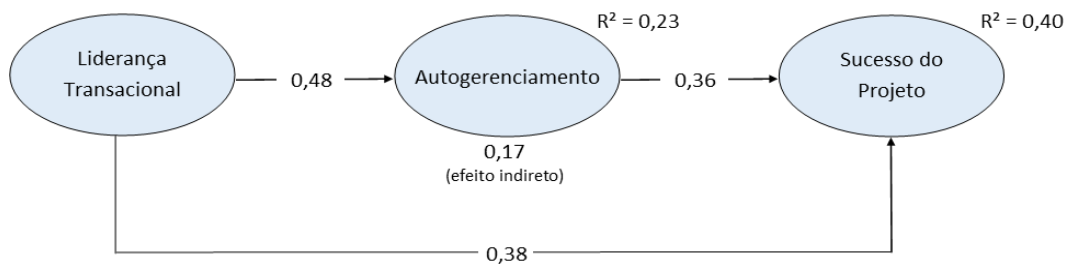 R² = 0,23
R² = 0,40
Liderança
Transacional
0,48
Autogerenciamento
0,36
Sucesso do
Projeto
0,17
(efeito indireto)
0,38